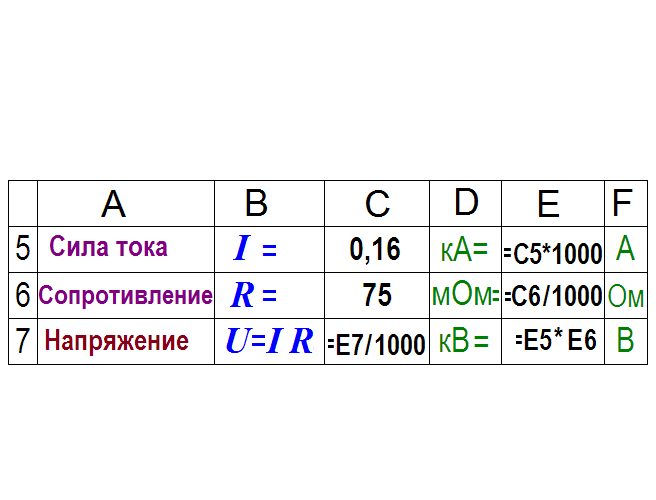 A B C D E F
5 Сила тока I = 0,16 кА= =C5*1000 А
6 Сопротивление R = 75 мОм= =C6/1000 Ом
7 Напряжение U=I R =E7/1000 кВ = =E5* E6 В